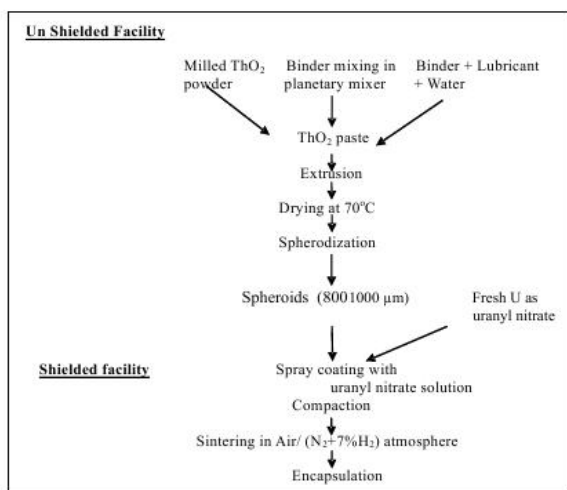 Un Shielded Facility
Milled ThO₂ powder
Binder mixing in planetary mixer
Binder + Lubricant + Water
ThO₂ paste
Extrusion
Drying at 70°C
Spherodization
Spheroids (8001000 µm)
Fresh U as uranyl nitrate
Shielded facility
Spray coating with
uranyl nitrate solution
Compaction
Sintering in Air/ (N₂+7%H₂) atmosphere
Encapsulation